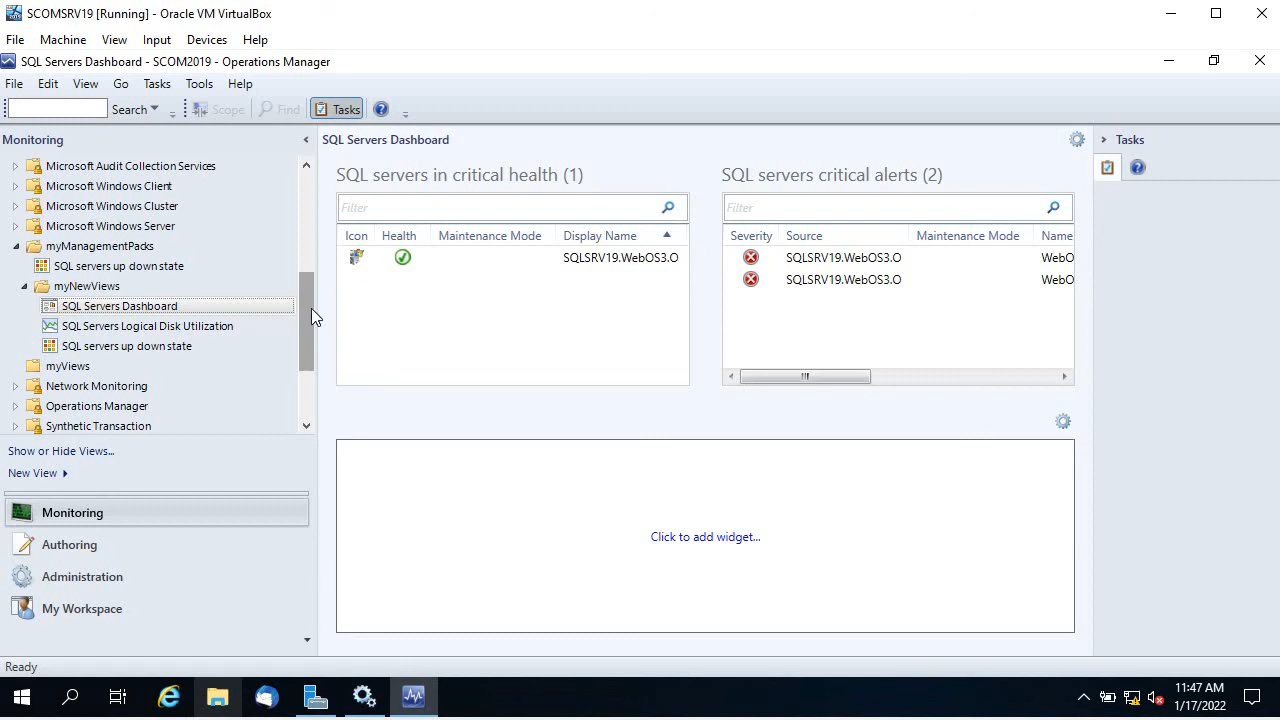 SCOMSRV19 [Running] - Oracle VM VirtualBox
File Machine View Input Devices Help
SQL Servers Dashboard - SCOM2019 - Operations Manager
File Edit View Go Tasks Tools Help
Search Scope Find Tasks
Monitoring
Microsoft Audit Collection Services
Microsoft Windows Client
Microsoft Windows Cluster
Microsoft Windows Server
myManagementPacks
SQL servers up down state
myNewViews
SQL Servers Dashboard
SQL Servers Logical Disk Utilization
SQL servers up down state
myViews
Network Monitoring
Operations Manager
Synthetic Transaction
Show or Hide Views...
New View
Monitoring
Authoring
Administration
My Workspace
SQL Servers Dashboard
SQL servers in critical health (1)
Filter
Icon Health Maintenance Mode Display Name
SQLSRV19.WebOS3.O
SQL servers critical alerts (2)
Filter
Severity Source Maintenance Mode Name
SQLSRV19.WebOS3.O WebO
SQLSRV19.WebOS3.O WebO
Click to add widget...
Tasks
Ready
11:47 AM
1/17/2022